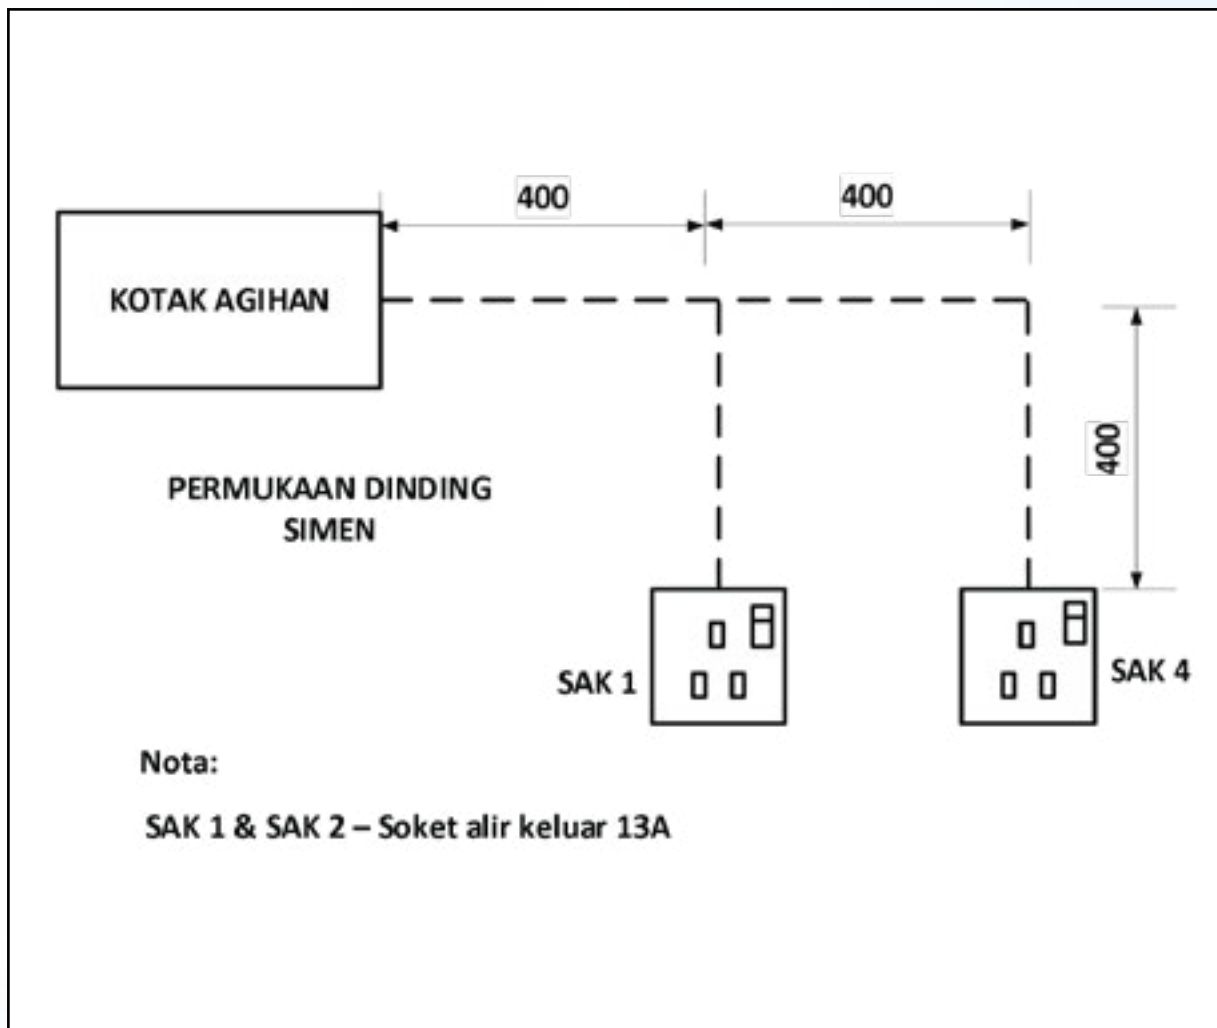 400
400
KOTAK AGIHAN
400
PERMUKAAN DINDING
SIMEN
SAK 1
SAK 4
Nota:
SAK 1 & SAK 2 – Soket alir keluar 13A